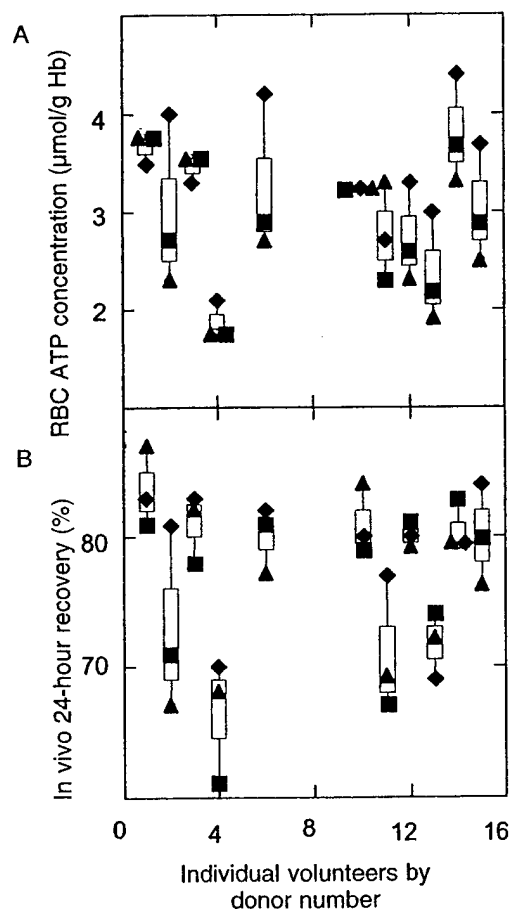 A
RBC ATP concentration (µmol/g Hb)
4
3
2
B
In vivo 24-hour recovery (%)
80
70
0 4 8 12 16
Individual volunteers by
donor number